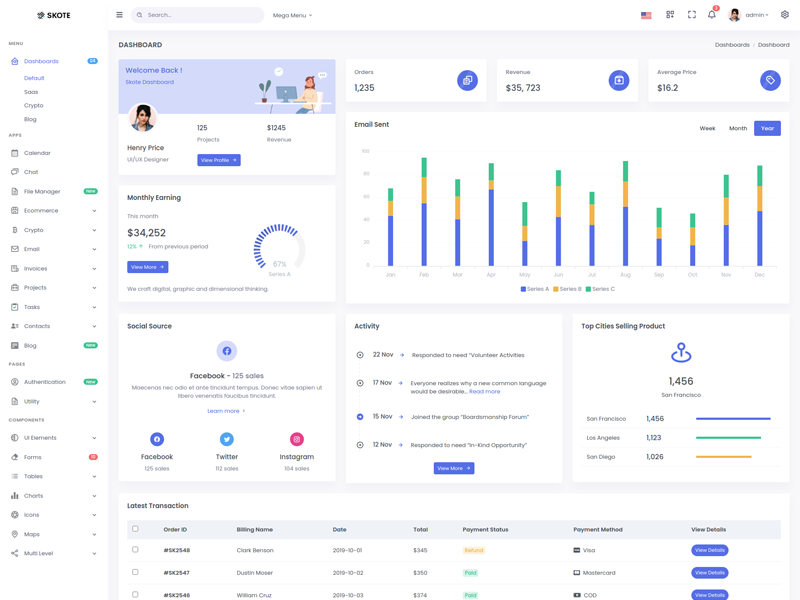 SKOTE
Search...
Mega Menu
2
admin
MENU
Dashboards
04
Default
Saas
Crypto
Blog
APPS
Calendar
Chat
File Manager
New
Ecommerce
Crypto
Email
Invoices
Projects
Tasks
Contacts
Blog
New
PAGES
Authentication
New
Utility
COMPONENTS
UI Elements
Forms
10
Tables
Charts
Icons
Maps
Multi Level
DASHBOARD
Dashboards / Dashboard
Welcome Back !
Skote Dashboard
Henry Price
UI/UX Designer
125
Projects
$1245
Revenue
View Profile
Orders
1,235
Revenue
$35, 723
Average Price
$16.2
Monthly Earning
This month
$34,252
12% From previous period
View More
67%
Series A
We craft digital, graphic and dimensional thinking.
Email Sent
Week Month Year
100
80
60
40
20
0
Jan Feb Mar Apr May Jun Jul Aug Sep Oct Nov Dec
Series A Series B Series C
Social Source
Facebook - 125 sales
Maecenas nec odio et ante tincidunt tempus. Donec vitae sapien ut
libero venenatis faucibus tincidunt.
Learn more
Facebook
125 sales
Twitter
112 sales
Instagram
104 sales
Activity
22 Nov Responded to need “Volunteer Activities
17 Nov Everyone realizes why a new common language
would be desirable... Read more
15 Nov Joined the group “Boardsmanship Forum”
12 Nov Responded to need “In-Kind Opportunity”
View More
Top Cities Selling Product
1,456
San Francisco
San Francisco 1,456
Los Angeles 1,123
San Diego 1,026
Latest Transaction
Order ID Billing Name Date Total Payment Status Payment Method View Details
#SK2548 Clark Benson 2019-10-01 $345 Refund Visa View Details
#SK2547 Dustin Moser 2019-10-02 $350 Paid Mastercard View Details
#SK2546 William Cruz 2019-10-03 $374 Paid COD View Details